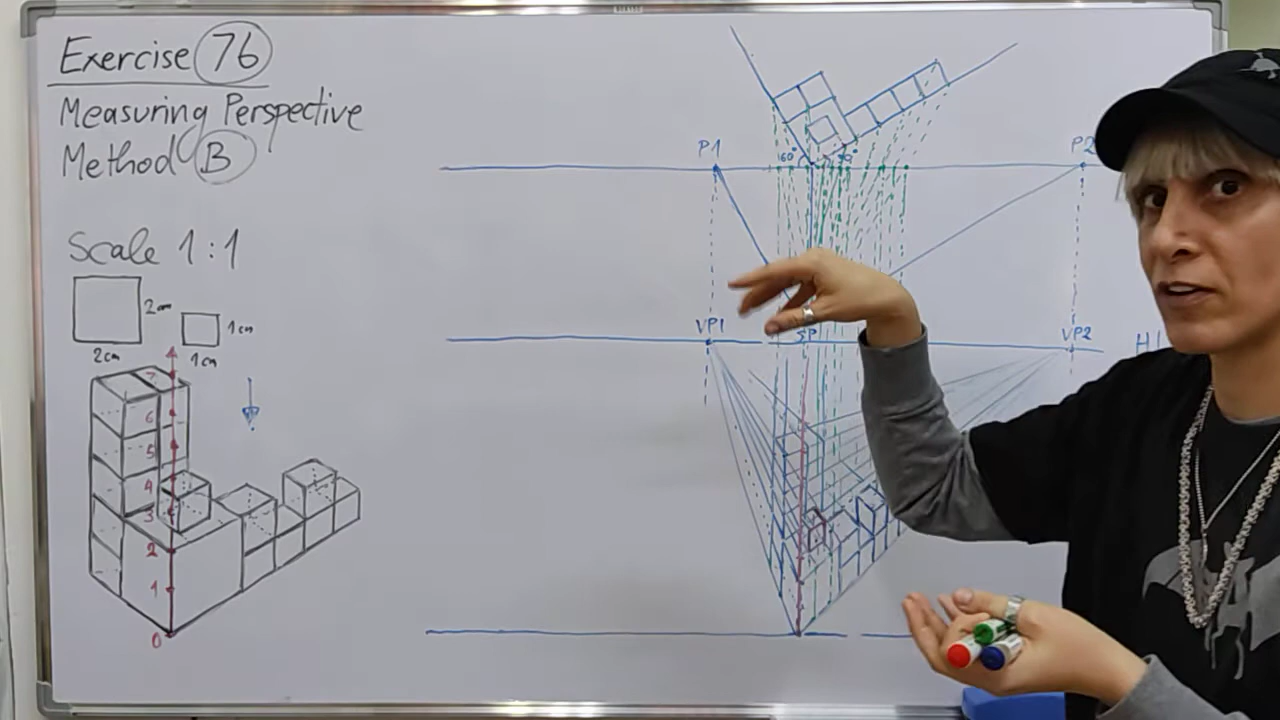 Exercise 76
Measuring Perspective
Method B
Scale 1:1
2cm
1cm
2cm
1cm
7
6
5
4
3
2
1
0
P1
P2
60°
VP1
SP
VP2